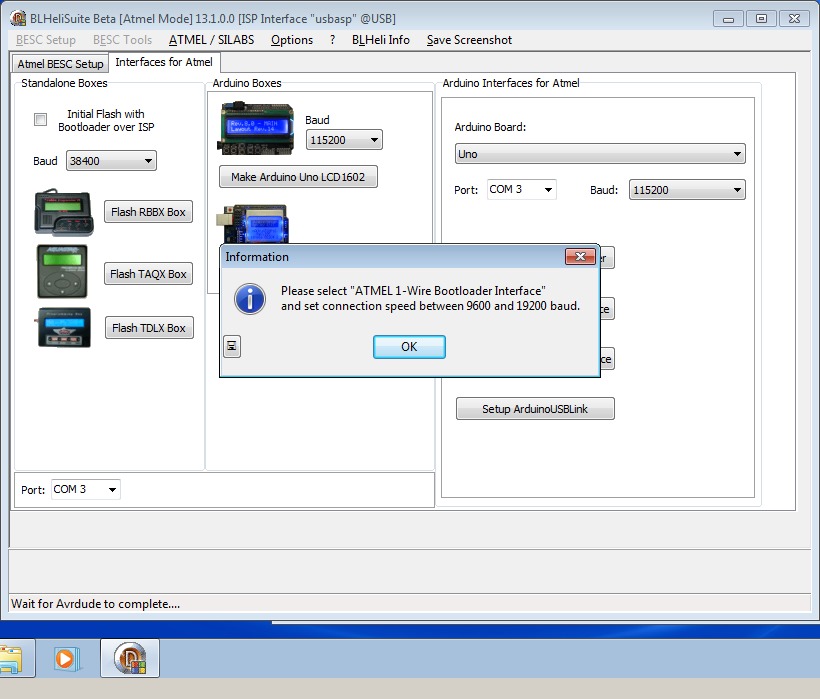 BLHeliSuite Beta [Atmel Mode] 13.1.0.0 [ISP Interface "usbasp" @USB]
BESC Setup BESC Tools ATMEL / SILABS Options ? BLHeli Info Save Screenshot
Atmel BESC Setup Interfaces for Atmel
Standalone Boxes
Initial Flash with
Bootloader over ISP
Baud 38400
Flash RBBX Box
Flash TAQX Box
Flash TDLX Box
Port: COM 3
Arduino Boxes
Rev.8.0 - MAIN
Layout Rev.14
Baud
115200
Make Arduino Uno LCD1602
Arduino Interfaces for Atmel
Arduino Board:
Uno
Port: COM 3 Baud: 115200
er
ce
ce
Setup ArduinoUSBLink
Information
Please select "ATMEL 1-Wire Bootloader Interface"
and set connection speed between 9600 and 19200 baud.
OK
Wait for Avrdude to complete....